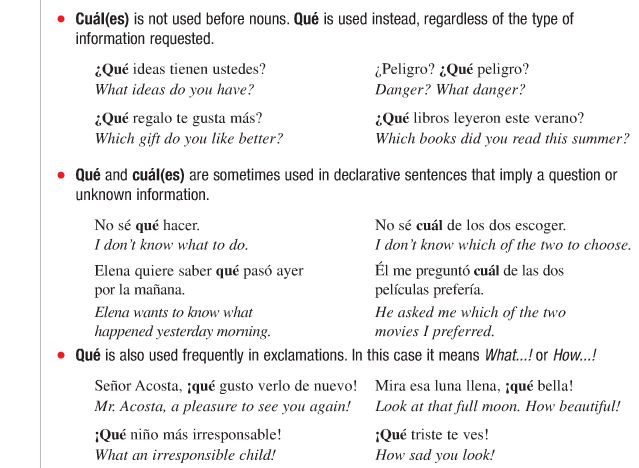 • Cuál(es) is not used before nouns. Qué is used instead, regardless of the type of
information requested.
¿Qué ideas tienen ustedes?
What ideas do you have?
¿Peligro? ¿Qué peligro?
Danger? What danger?
¿Qué regalo te gusta más?
Which gift do you like better?
¿Qué libros leyeron este verano?
Which books did you read this summer?
• Qué and cuál(es) are sometimes used in declarative sentences that imply a question or
unknown information.
No sé qué hacer.
I don't know what to do.
No sé cuál de los dos escoger.
I don't know which of the two to choose.
Elena quiere saber qué pasó ayer
por la mañana.
Elena wants to know what
happened yesterday morning.
Él me preguntó cuál de las dos
películas prefería.
He asked me which of the two
movies I preferred.
• Qué is also used frequently in exclamations. In this case it means What...! or How...!
Señor Acosta, ¡qué gusto verlo de nuevo!
Mr. Acosta, a pleasure to see you again!
Mira esa luna llena, ¡qué bella!
Look at that full moon. How beautiful!
¡Qué niño más irresponsable!
What an irresponsible child!
¡Qué triste te ves!
How sad you look!